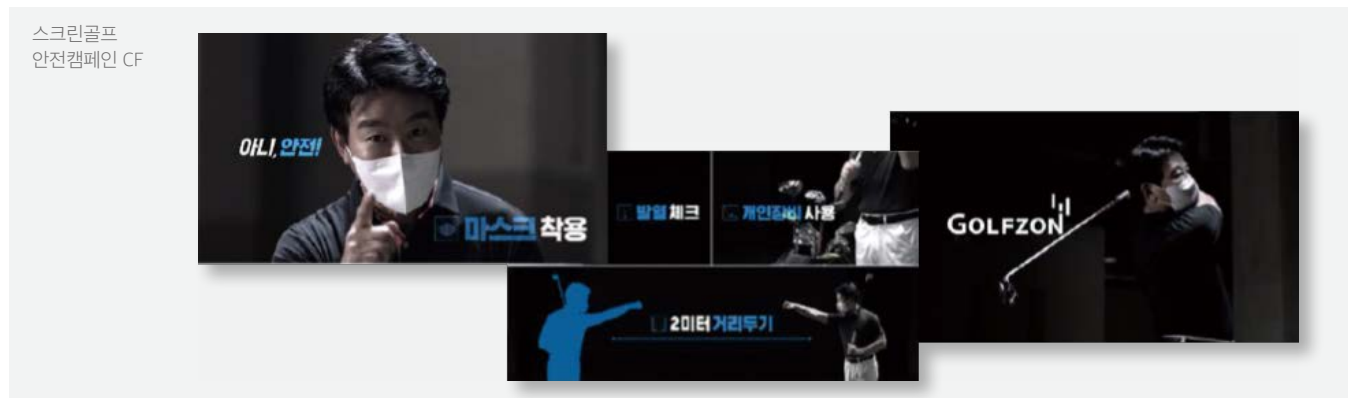 스크린골프
안전캠페인 CF
아니, 안전!
마스크 착용
발열 체크
개인장비 사용
2미터 거리두기
GOLFZON